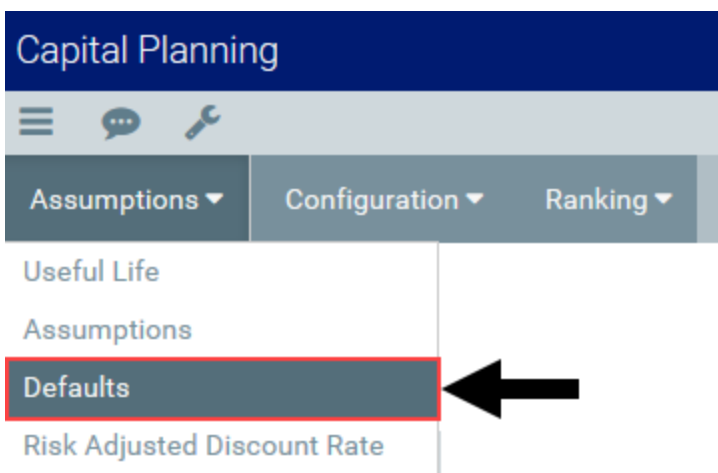 Capital Planning
Assumptions Configuration Ranking
Useful Life
Assumptions
Defaults
Risk Adjusted Discount Rate